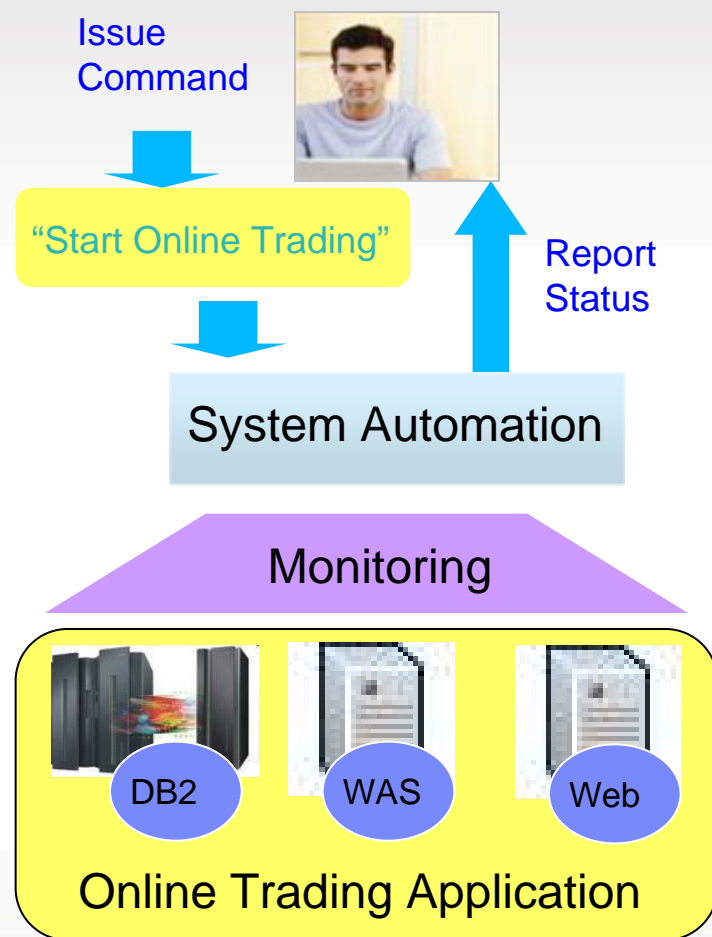 Issue
Command
“Start Online Trading”
Report
Status
System Automation
Monitoring
DB2
WAS
Web
Online Trading Application